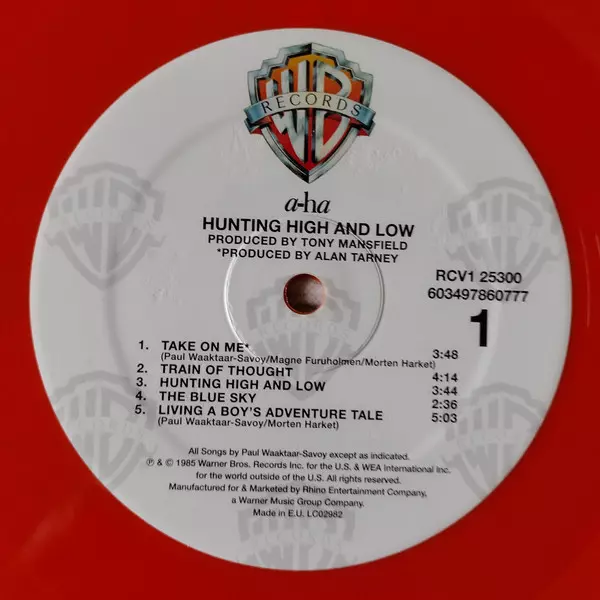 WB
RECORDS
a-ha
HUNTING HIGH AND LOW
PRODUCED BY TONY MANSFIELD
*PRODUCED BY ALAN TARNEY
RCV1 25300
603497860777
1
1. TAKE ON ME* 3:48
(Paul Waaktaar-Savoy/Magne Furuholmen/Morten Harket)
2. TRAIN OF THOUGHT 4:14
3. HUNTING HIGH AND LOW 3:44
4. THE BLUE SKY 2:36
5. LIVING A BOY'S ADVENTURE TALE 5:03
(Paul Waaktaar-Savoy/Morten Harket)
All Songs by Paul Waaktaar-Savoy except as indicated.
℗ & © 1985 Warner Bros. Records Inc. for the U.S. & WEA International Inc.
for the world outside of the U.S. All rights reserved.
Manufactured for & Marketed by Rhino Entertainment Company,
a Warner Music Group Company.
Made in E.U. LC02982